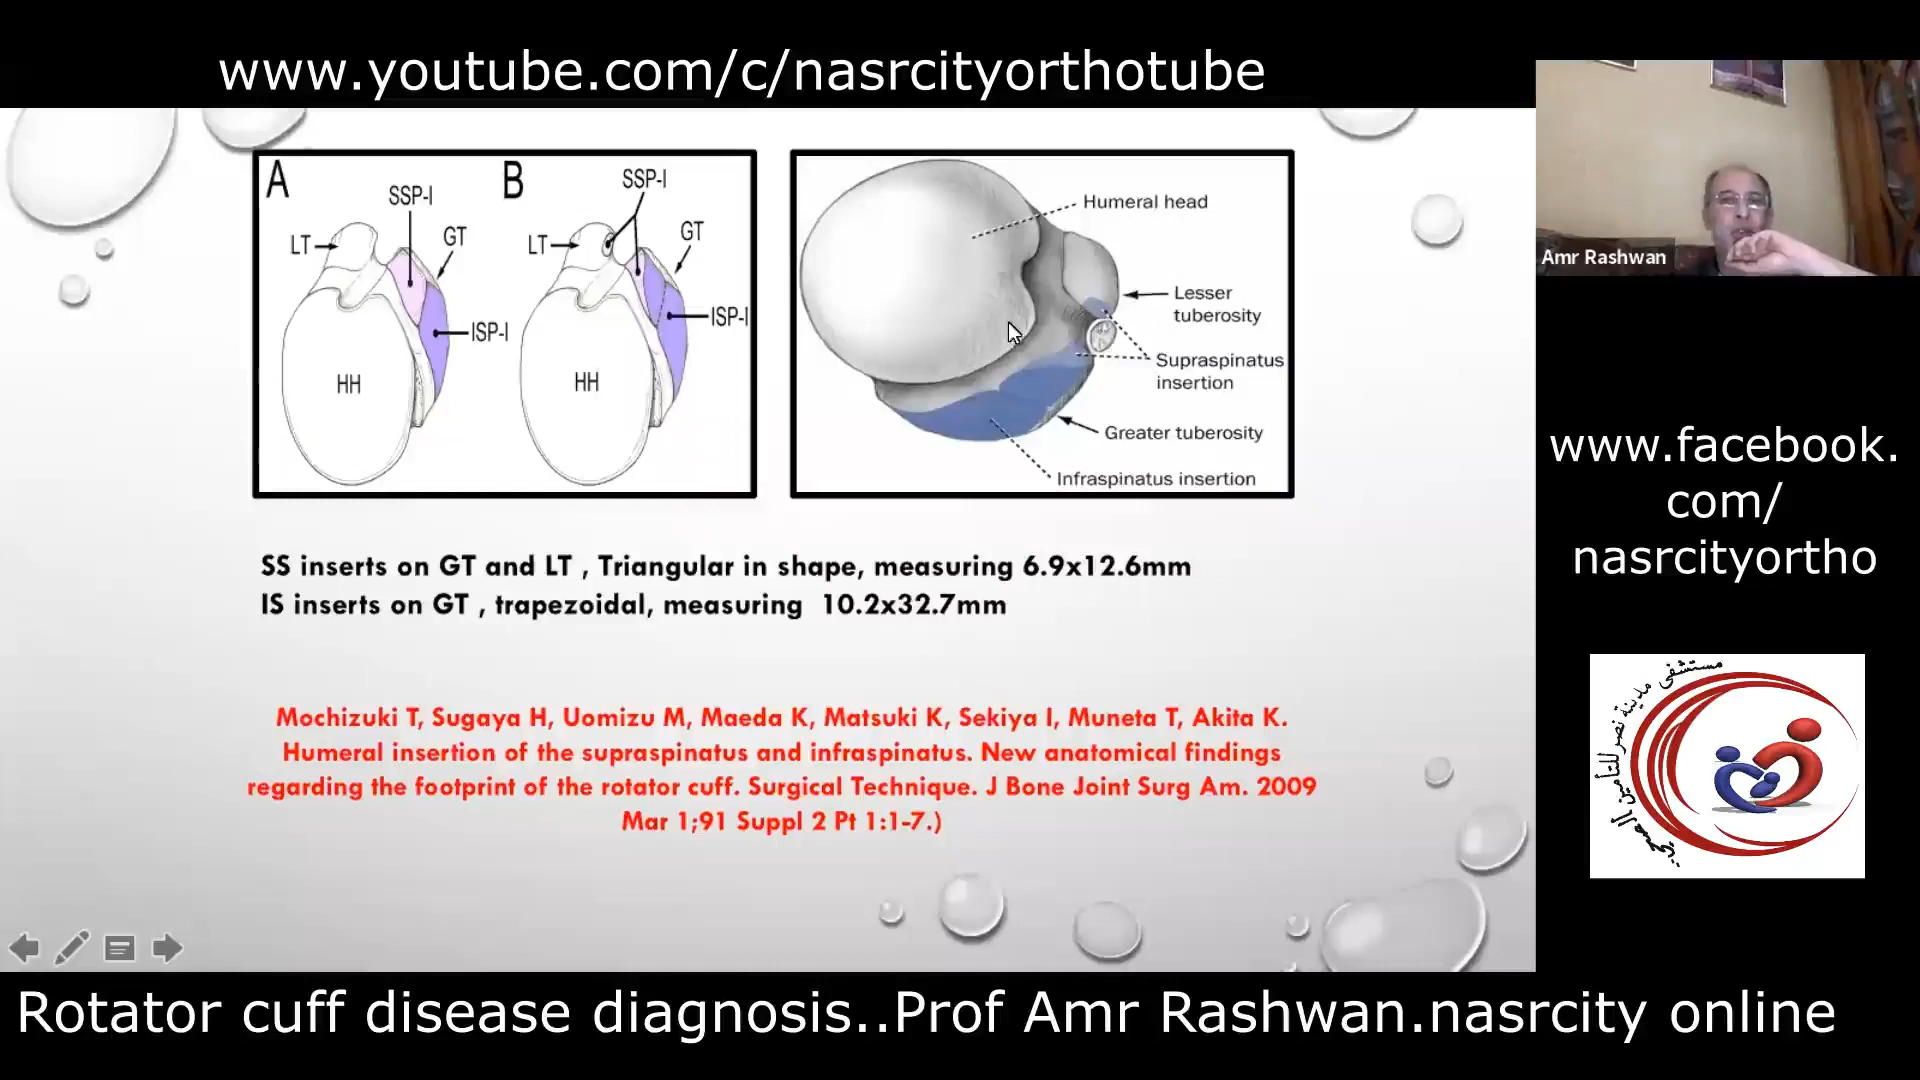 www.youtube.com/c/nasrcityorthotube
A
B
SSP-I
SSP-I
LT
GT
LT
GT
ISP-I
ISP-I
HH
HH
Humeral head
Lesser
tuberosity
Supraspinatus
insertion
Greater tuberosity
Infraspinatus insertion
Amr Rashwan
SS inserts on GT and LT , Triangular in shape, measuring 6.9x12.6mm
IS inserts on GT , trapezoidal, measuring 10.2x32.7mm
Mochizuki T, Sugaya H, Uomizu M, Maeda K, Matsuki K, Sekiya I, Muneta T, Akita K.
Humeral insertion of the supraspinatus and infraspinatus. New anatomical findings
regarding the footprint of the rotator cuff. Surgical Technique. J Bone Joint Surg Am. 2009
Mar 1;91 Suppl 2 Pt 1:1-7.)
www.facebook.
com/
nasrcityortho
مستشفى مدينة نصر للتأمين الصحي
Rotator cuff disease diagnosis..Prof Amr Rashwan.nasrcity online